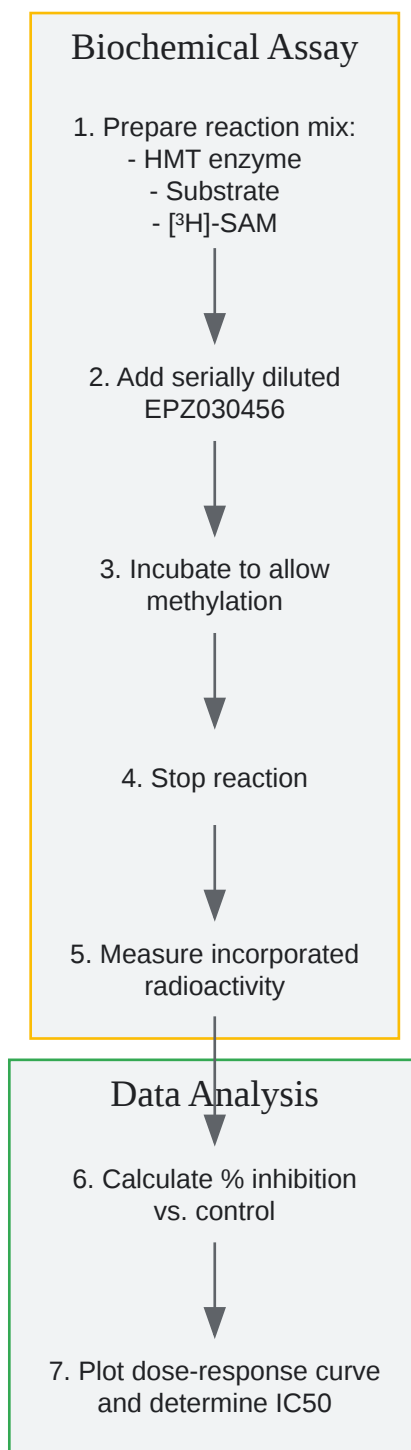 Biochemical Assay
1. Prepare reaction mix:
- HMT enzyme
- Substrate
- [³H]-SAM
2. Add serially diluted
EPZ030456
3. Incubate to allow
methylation
4. Stop reaction
5. Measure incorporated
radioactivity
Data Analysis
6. Calculate % inhibition
vs. control
7. Plot dose-response curve
and determine IC50